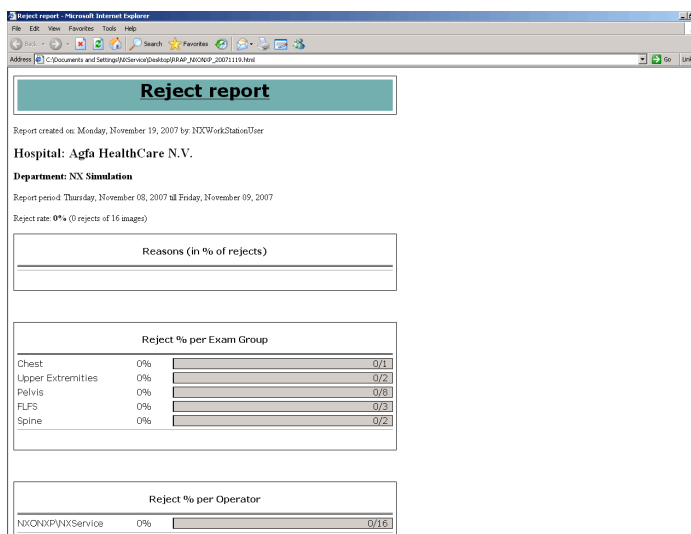 Reject report - Microsoft Internet Explorer
File Edit View Favorites Tools Help
Back Search Favorites
Address C:\Documents and Settings\NXService\Desktop\RRAP_NXONXP_20071119.html Go Link
Reject report
Report created on: Monday, November 19, 2007 by: NXWorkStationUser
Hospital: Agfa HealthCare N.V.
Department: NX Simulation
Report period: Thursday, November 08, 2007 till Friday, November 09, 2007
Reject rate: 0% (0 rejects of 16 images)
Reasons (in % of rejects)
Reject % per Exam Group
Chest 0% 0/1
Upper Extremities 0% 0/2
Pelvis 0% 0/8
FLFS 0% 0/3
Spine 0% 0/2
Reject % per Operator
NXONXP\NXService 0% 0/16